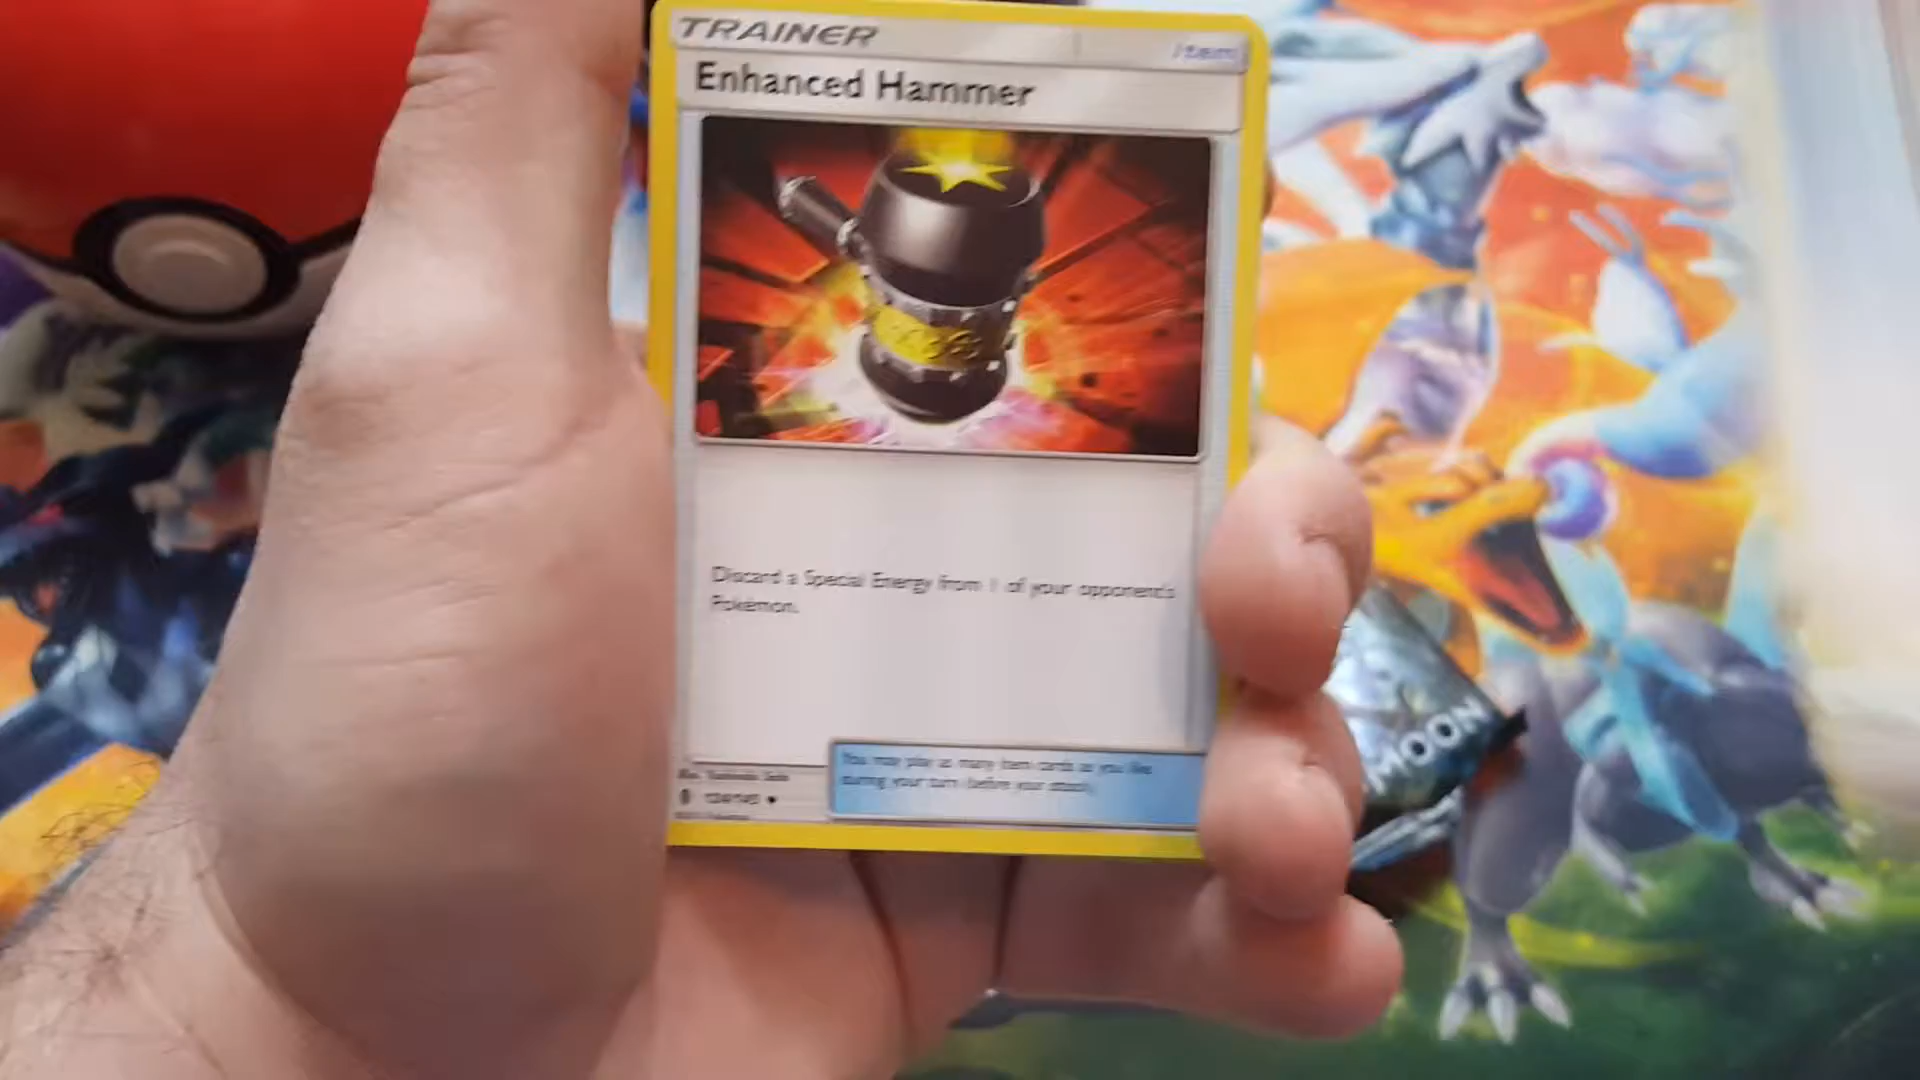 TRAINER
Item
Enhanced Hammer
Discard a Special Energy from 1 of your opponent's
Pokémon.
You may play as many Item cards as you like
during your turn (before your attack).
MOON